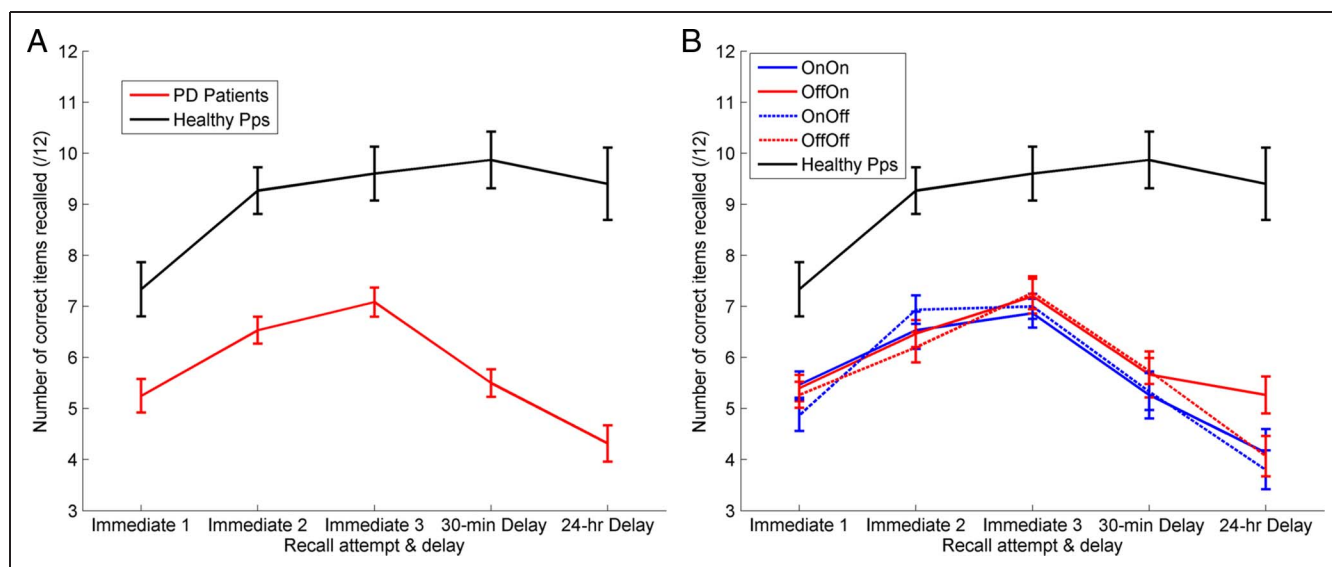 A
12
11
10
9
8
7
6
5
4
3
Number of correct items recalled (/12)
PD Patients
Healthy Pps
Immediate 1
Immediate 2
Immediate 3
30-min Delay
24-hr Delay
Recall attempt & delay
B
12
11
10
9
8
7
6
5
4
3
Number of correct items recalled (/12)
OnOn
OffOn
OnOff
OffOff
Healthy Pps
Immediate 1
Immediate 2
Immediate 3
30-min Delay
24-hr Delay
Recall attempt & delay